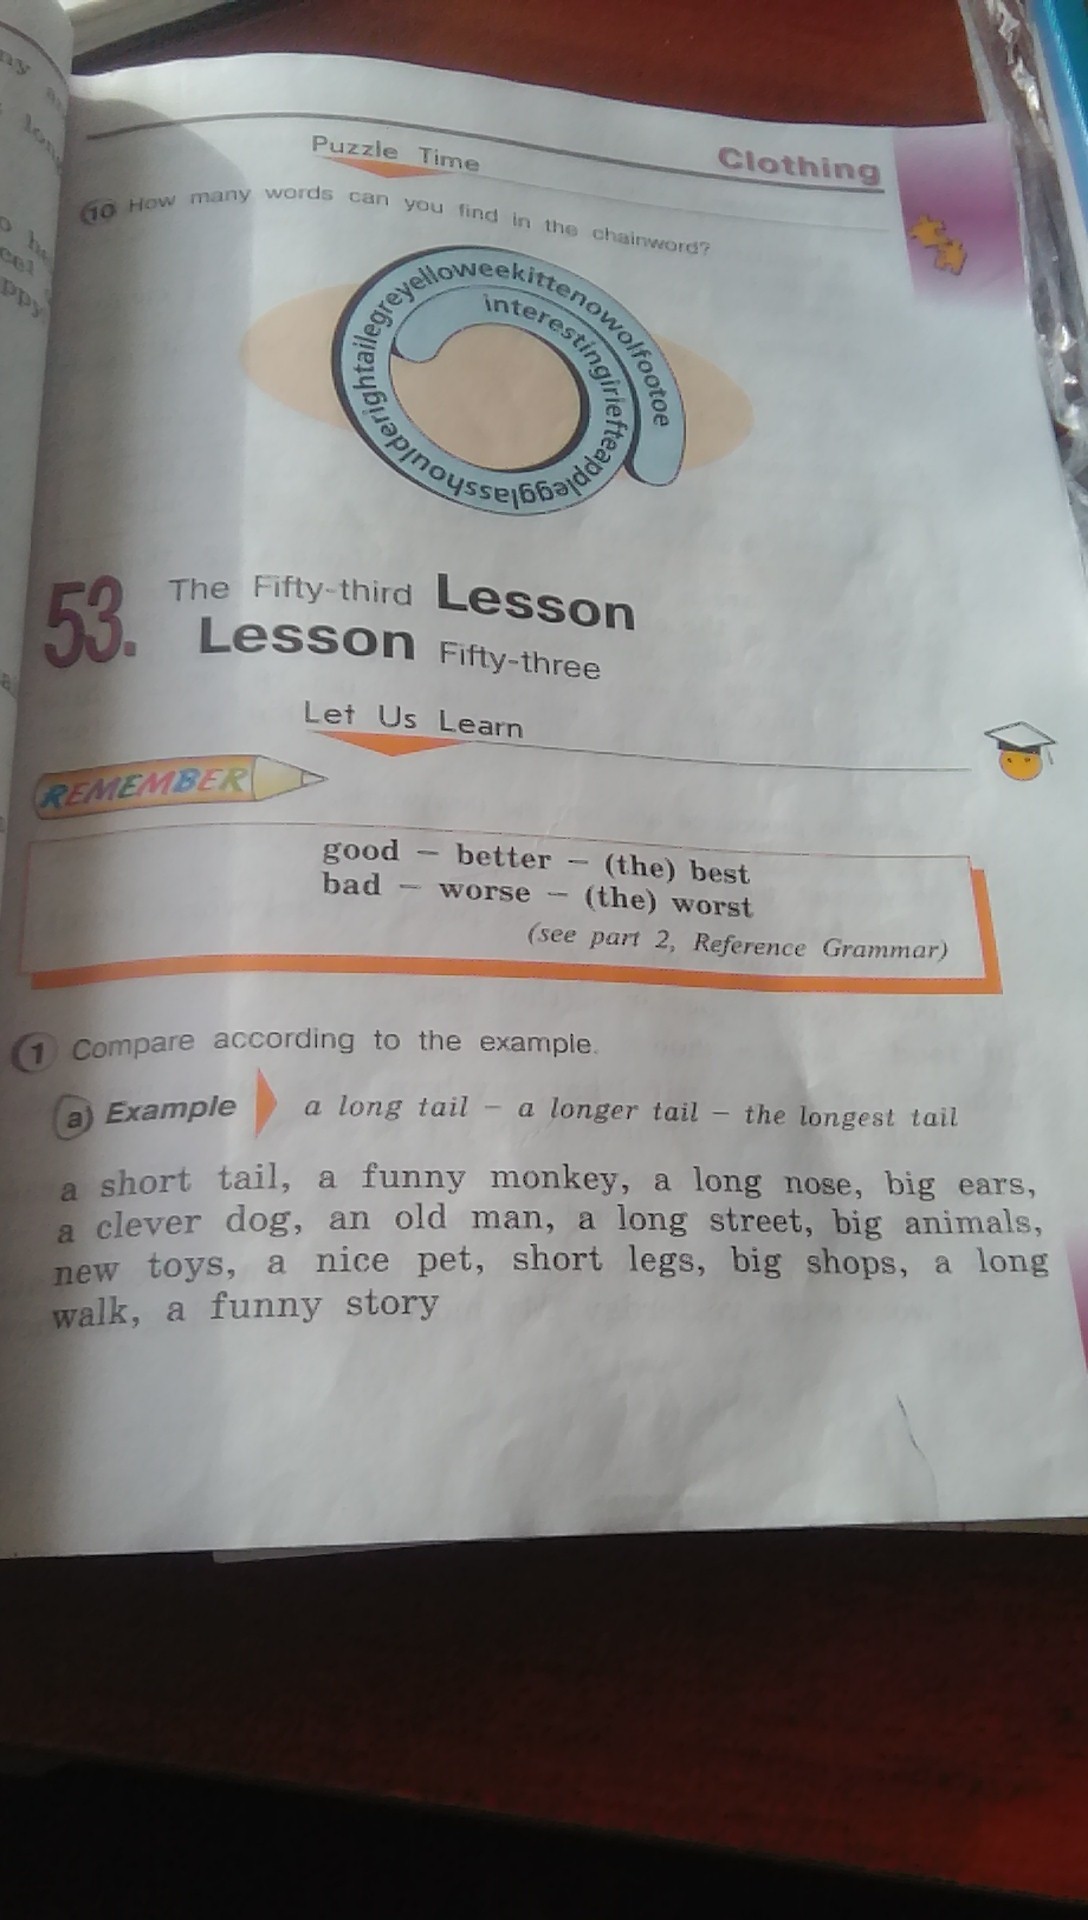 Puzzle Time
Clothing
10 How many words can you find in the chainword?
interestingirlefteapplegglasshoulderightailegreyelloweekittenowolfootoe
53. The Fifty-third Lesson
Lesson Fifty-three
Let Us Learn
REMEMBER
good – better – (the) best
bad – worse – (the) worst
(see part 2, Reference Grammar)
1 Compare according to the example.
a) Example a long tail – a longer tail – the longest tail
a short tail, a funny monkey, a long nose, big ears,
a clever dog, an old man, a long street, big animals,
new toys, a nice pet, short legs, big shops, a long
walk, a funny story